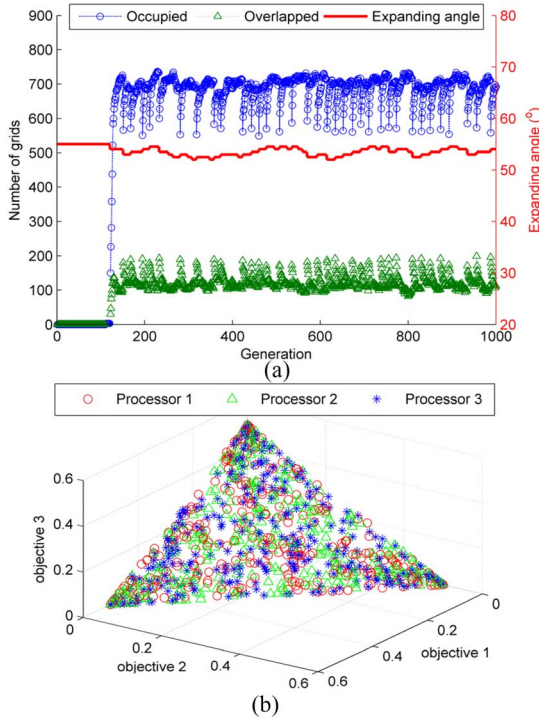 Occupied Overlapped Expanding angle
900
800
700
600
500
400
300
200
100
0
Number of grids
80
70
60
50
40
30
20
Expanding angle (°)
0 200 400 600 800 1000
Generation
(a)
Processor 1 Processor 2 Processor 3
0.6
0.4
0.2
0
objective 3
0
0.2
0.4
0.6
objective 2
0
0.2
0.4
0.6
objective 1
(b)